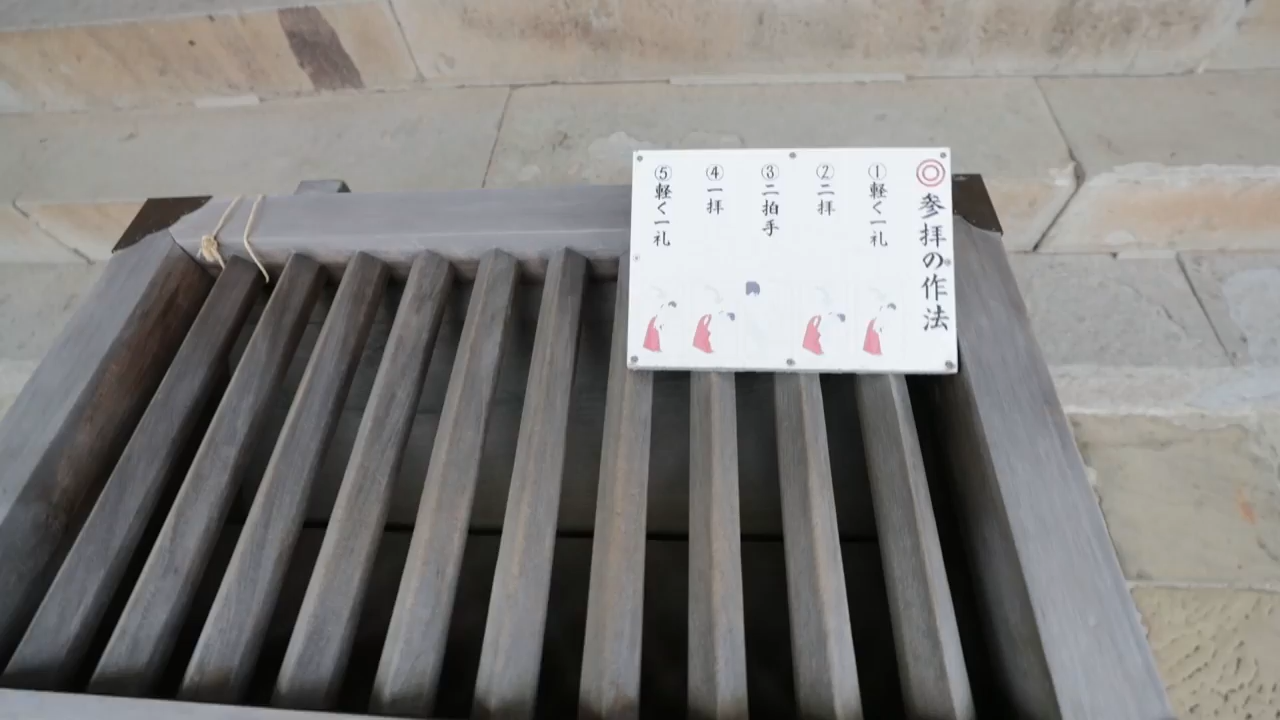 ◎参拝の作法
①軽く一礼
②二拝
③二拍手
④一拝
⑤軽く一礼